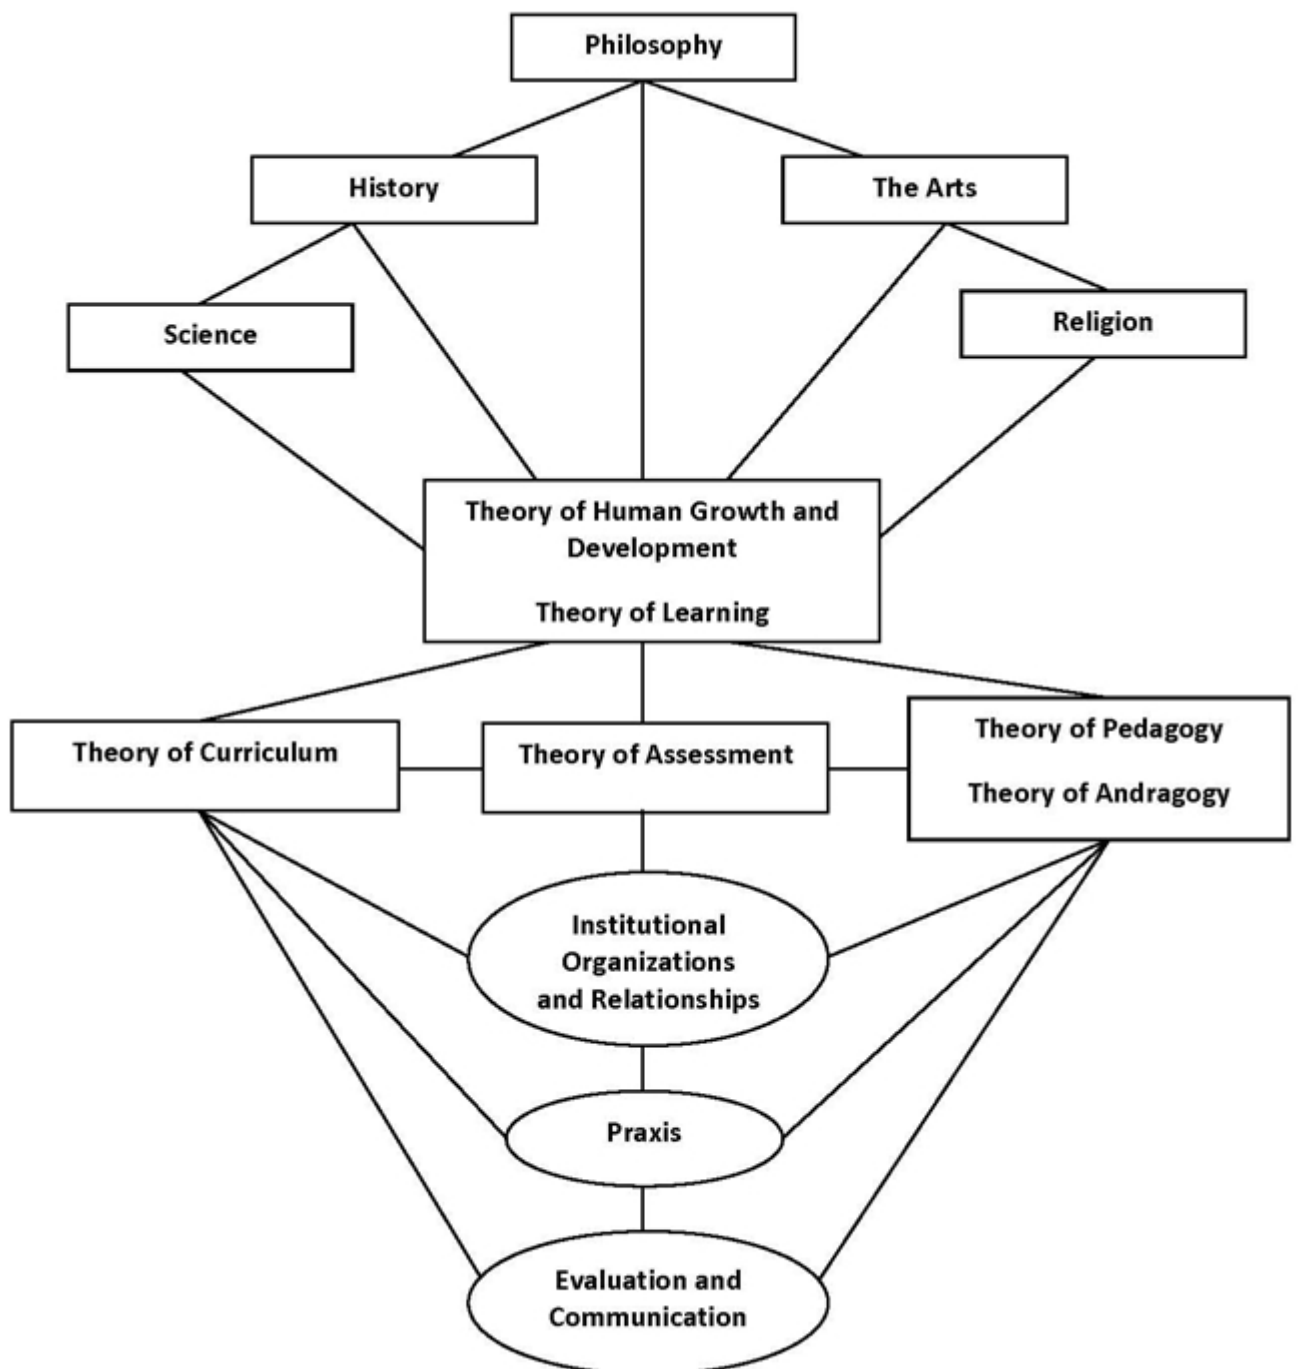 Philosophy
History
The Arts
Science
Religion
Theory of Human Growth and
Development
Theory of Learning
Theory of Curriculum
Theory of Assessment
Theory of Pedagogy
Theory of Andragogy
Institutional
Organizations
and Relationships
Praxis
Evaluation and
Communication